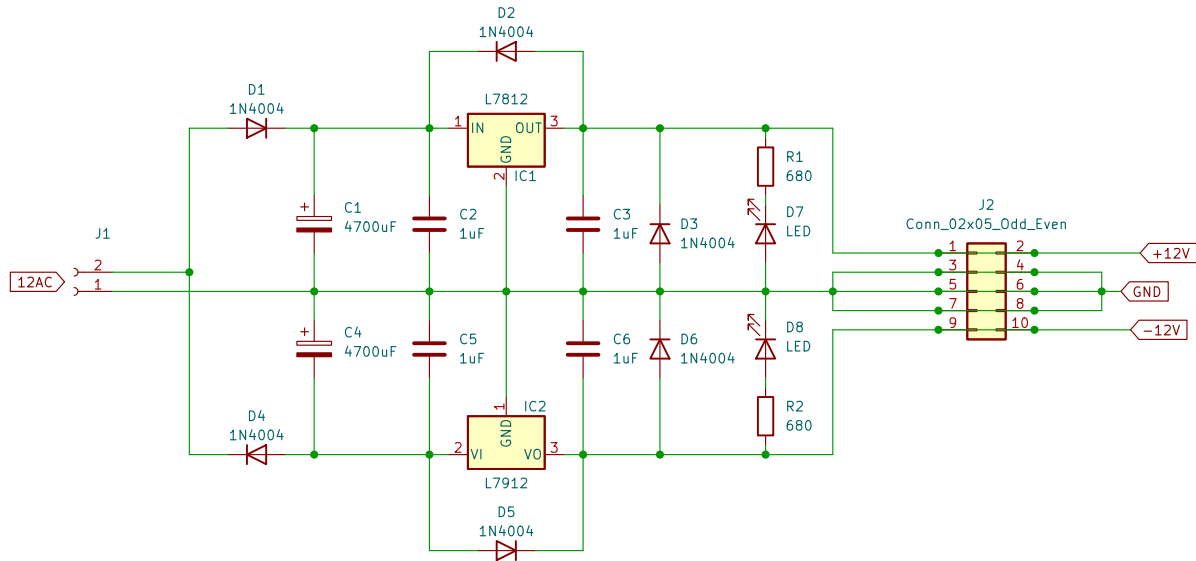 D2
1N4004
D1
1N4004
L7812
1
IN
OUT
3
GND
2
IC1
R1
680
C1
4700uF
C2
1uF
C3
1uF
D3
1N4004
D7
LED
J2
Conn_02x05_Odd_Even
J1
12AC
2
1
1
2
3
4
5
6
7
8
9
10
+12V
GND
-12V
C4
4700uF
C5
1uF
C6
1uF
D6
1N4004
D8
LED
R2
680
D4
1N4004
IC2
1
GND
2
VI
VO
3
L7912
D5
1N4004
+
+